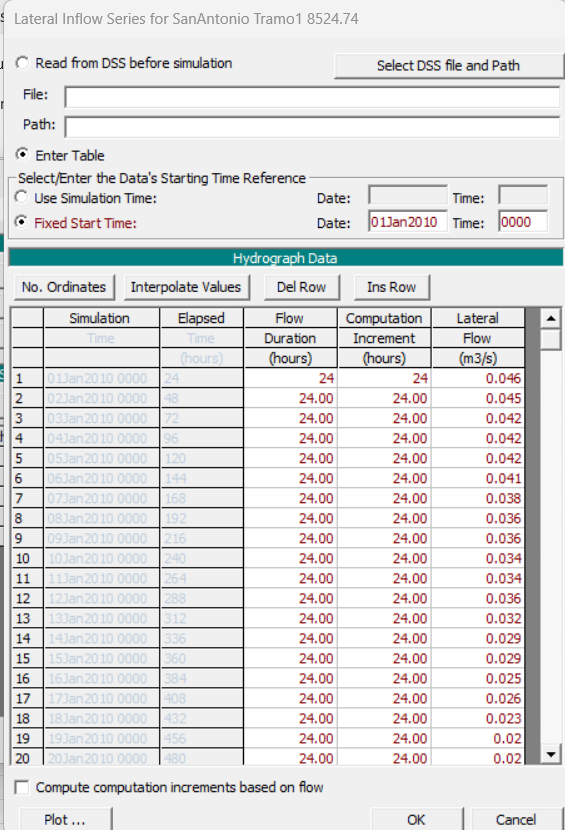 Lateral Inflow Series for SanAntonio Tramo1 8524.74
Read from DSS before simulation
Select DSS file and Path
File:
Path:
Enter Table
Select/Enter the Data's Starting Time Reference
Use Simulation Time: Date: Time:
Fixed Start Time: Date: 01Jan2010 Time: 0000
Hydrograph Data
No. Ordinates Interpolate Values Del Row Ins Row
Simulation Elapsed Flow Computation Lateral
Time Time Duration Increment Flow
(hours) (hours) (hours) (m3/s)
1 01Jan2010 0000 24 24 24 0.046
2 02Jan2010 0000 48 24.00 24.00 0.045
3 03Jan2010 0000 72 24.00 24.00 0.042
4 04Jan2010 0000 96 24.00 24.00 0.042
5 05Jan2010 0000 120 24.00 24.00 0.042
6 06Jan2010 0000 144 24.00 24.00 0.041
7 07Jan2010 0000 168 24.00 24.00 0.038
8 08Jan2010 0000 192 24.00 24.00 0.036
9 09Jan2010 0000 216 24.00 24.00 0.036
10 10Jan2010 0000 240 24.00 24.00 0.034
11 11Jan2010 0000 264 24.00 24.00 0.034
12 12Jan2010 0000 288 24.00 24.00 0.036
13 13Jan2010 0000 312 24.00 24.00 0.032
14 14Jan2010 0000 336 24.00 24.00 0.029
15 15Jan2010 0000 360 24.00 24.00 0.029
16 16Jan2010 0000 384 24.00 24.00 0.025
17 17Jan2010 0000 408 24.00 24.00 0.026
18 18Jan2010 0000 432 24.00 24.00 0.023
19 19Jan2010 0000 456 24.00 24.00 0.02
20 20Jan2010 0000 480 24.00 24.00 0.02
Compute computation increments based on flow
Plot ... OK Cancel